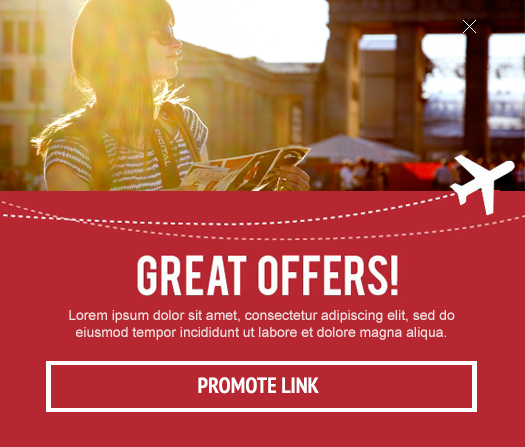 DIGITAL
GREAT OFFERS!
Lorem ipsum dolor sit amet, consectetur adipiscing elit, sed do
eiusmod tempor incididunt ut labore et dolore magna aliqua.
PROMOTE LINK